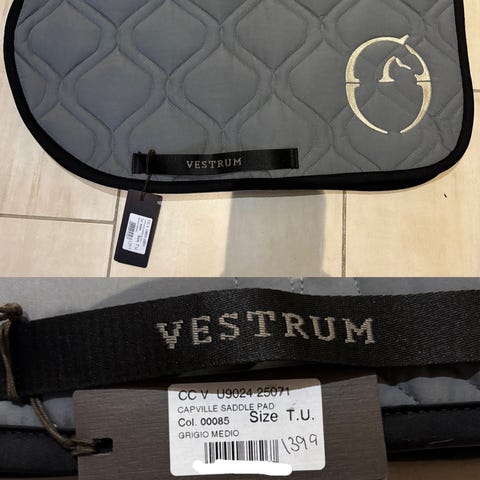 VESTRUM
VESTRUM
CC V U9024 25071
CAPVILLE SADDLE PAD
Col. 00085 Size T.U.
GRIGIO MEDIO
1399